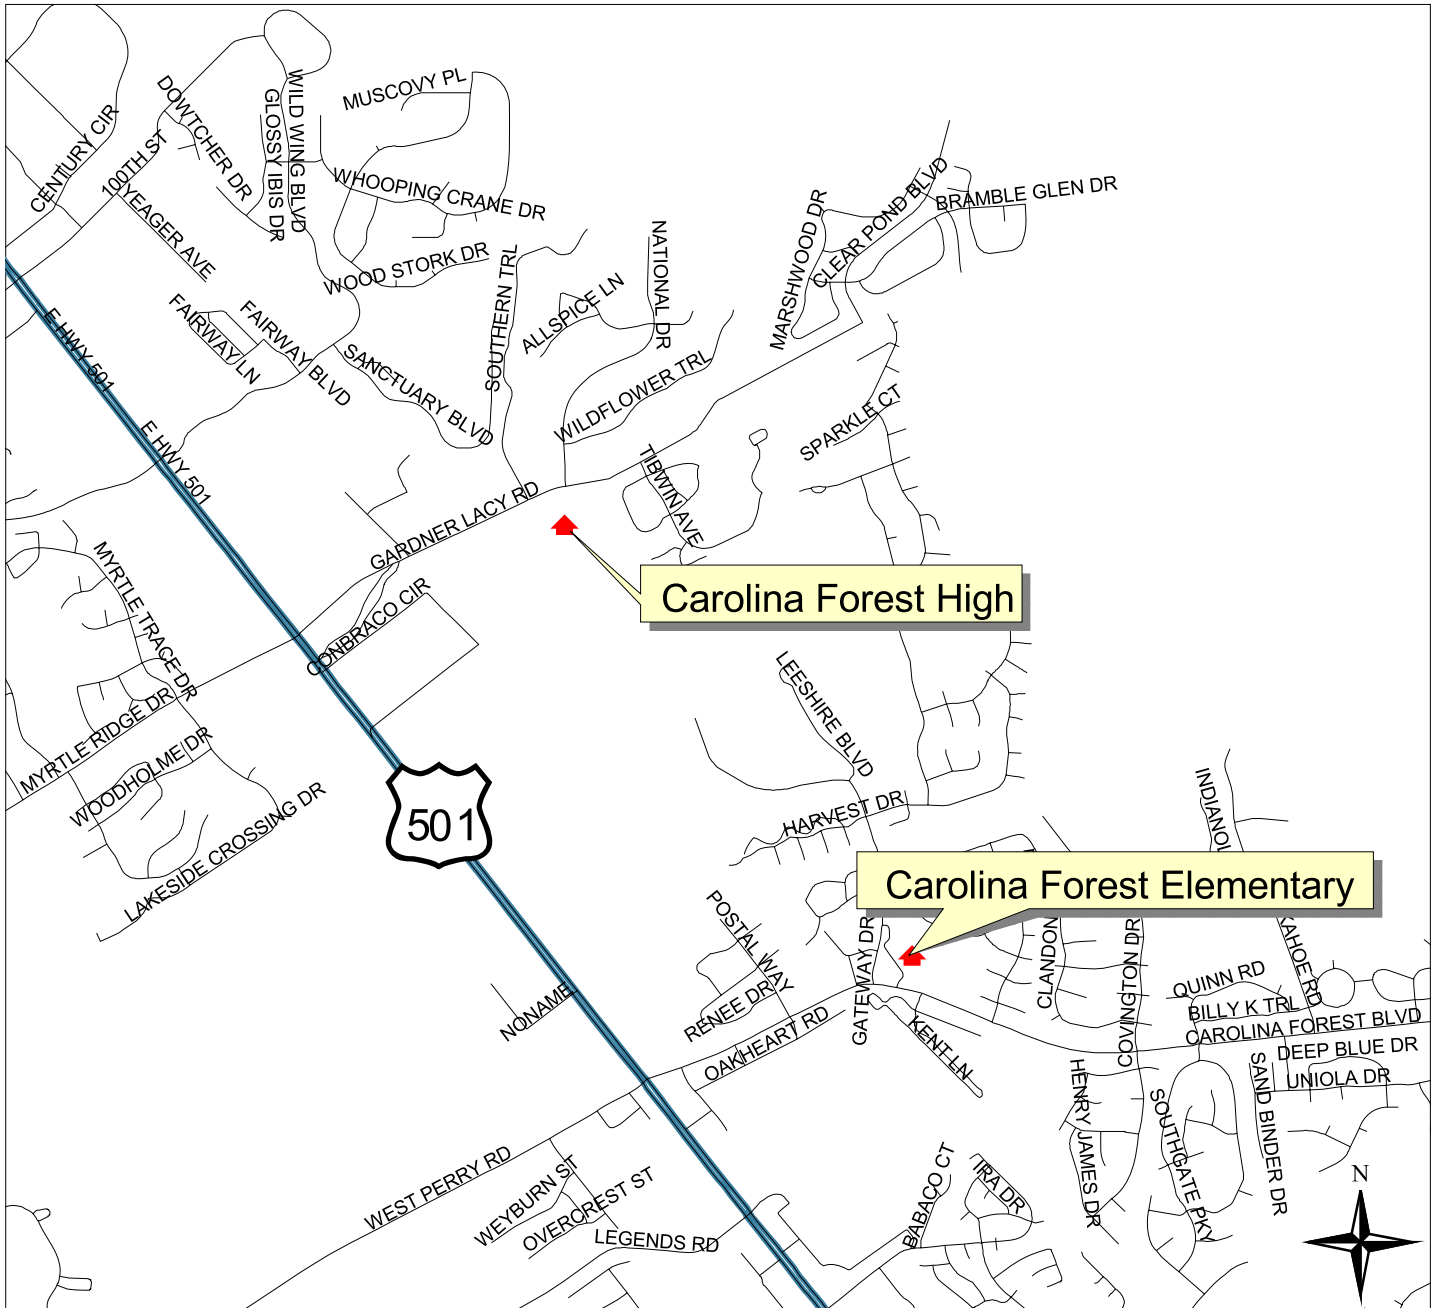 MUSCOVY PL
DOWTCHER DR
WILD WING BLVD
GLOSSY IBIS DR
CENTURY CIR
100TH ST
YEAGER AVE
WHOOPING CRANE DR
WOOD STORK DR
SOUTHERN TRL
NATIONAL DR
ALLSPICE LN
MARSHWOOD DR
CLEAR POND BLVD
BRAMBLE GLEN DR
E HWY 501
FAIRWAY LN
FAIRWAY BLVD
SANCTUARY BLVD
WILDFLOWER TRL
SPARKLE CT
E HWY 501
TIBWIN AVE
GARDNER LACY RD
MYRTLE TRACE DR
CONBRACO CIR
Carolina Forest High
LEESHIRE BLVD
MYRTLE RIDGE DR
WOODHOLME DR
LAKESIDE CROSSING DR
501
HARVEST DR
Carolina Forest Elementary
POSTAL WAY
GATEWAY DR
CLANDON
COVINGTON DR
QUINN RD
BILLY K TRL
CAROLINA FOREST BLVD
DEEP BLUE DR
UNIOLA DR
NONAME
RENEE DR
OAKHEART RD
KENT LN
HENRY JAMES DR
SOUTHGATE PKY
SAND BINDER DR
WEST PERRY RD
WEYBURN ST
OVERCREST ST
LEGENDS RD
BABACO CT
IRA DR
N